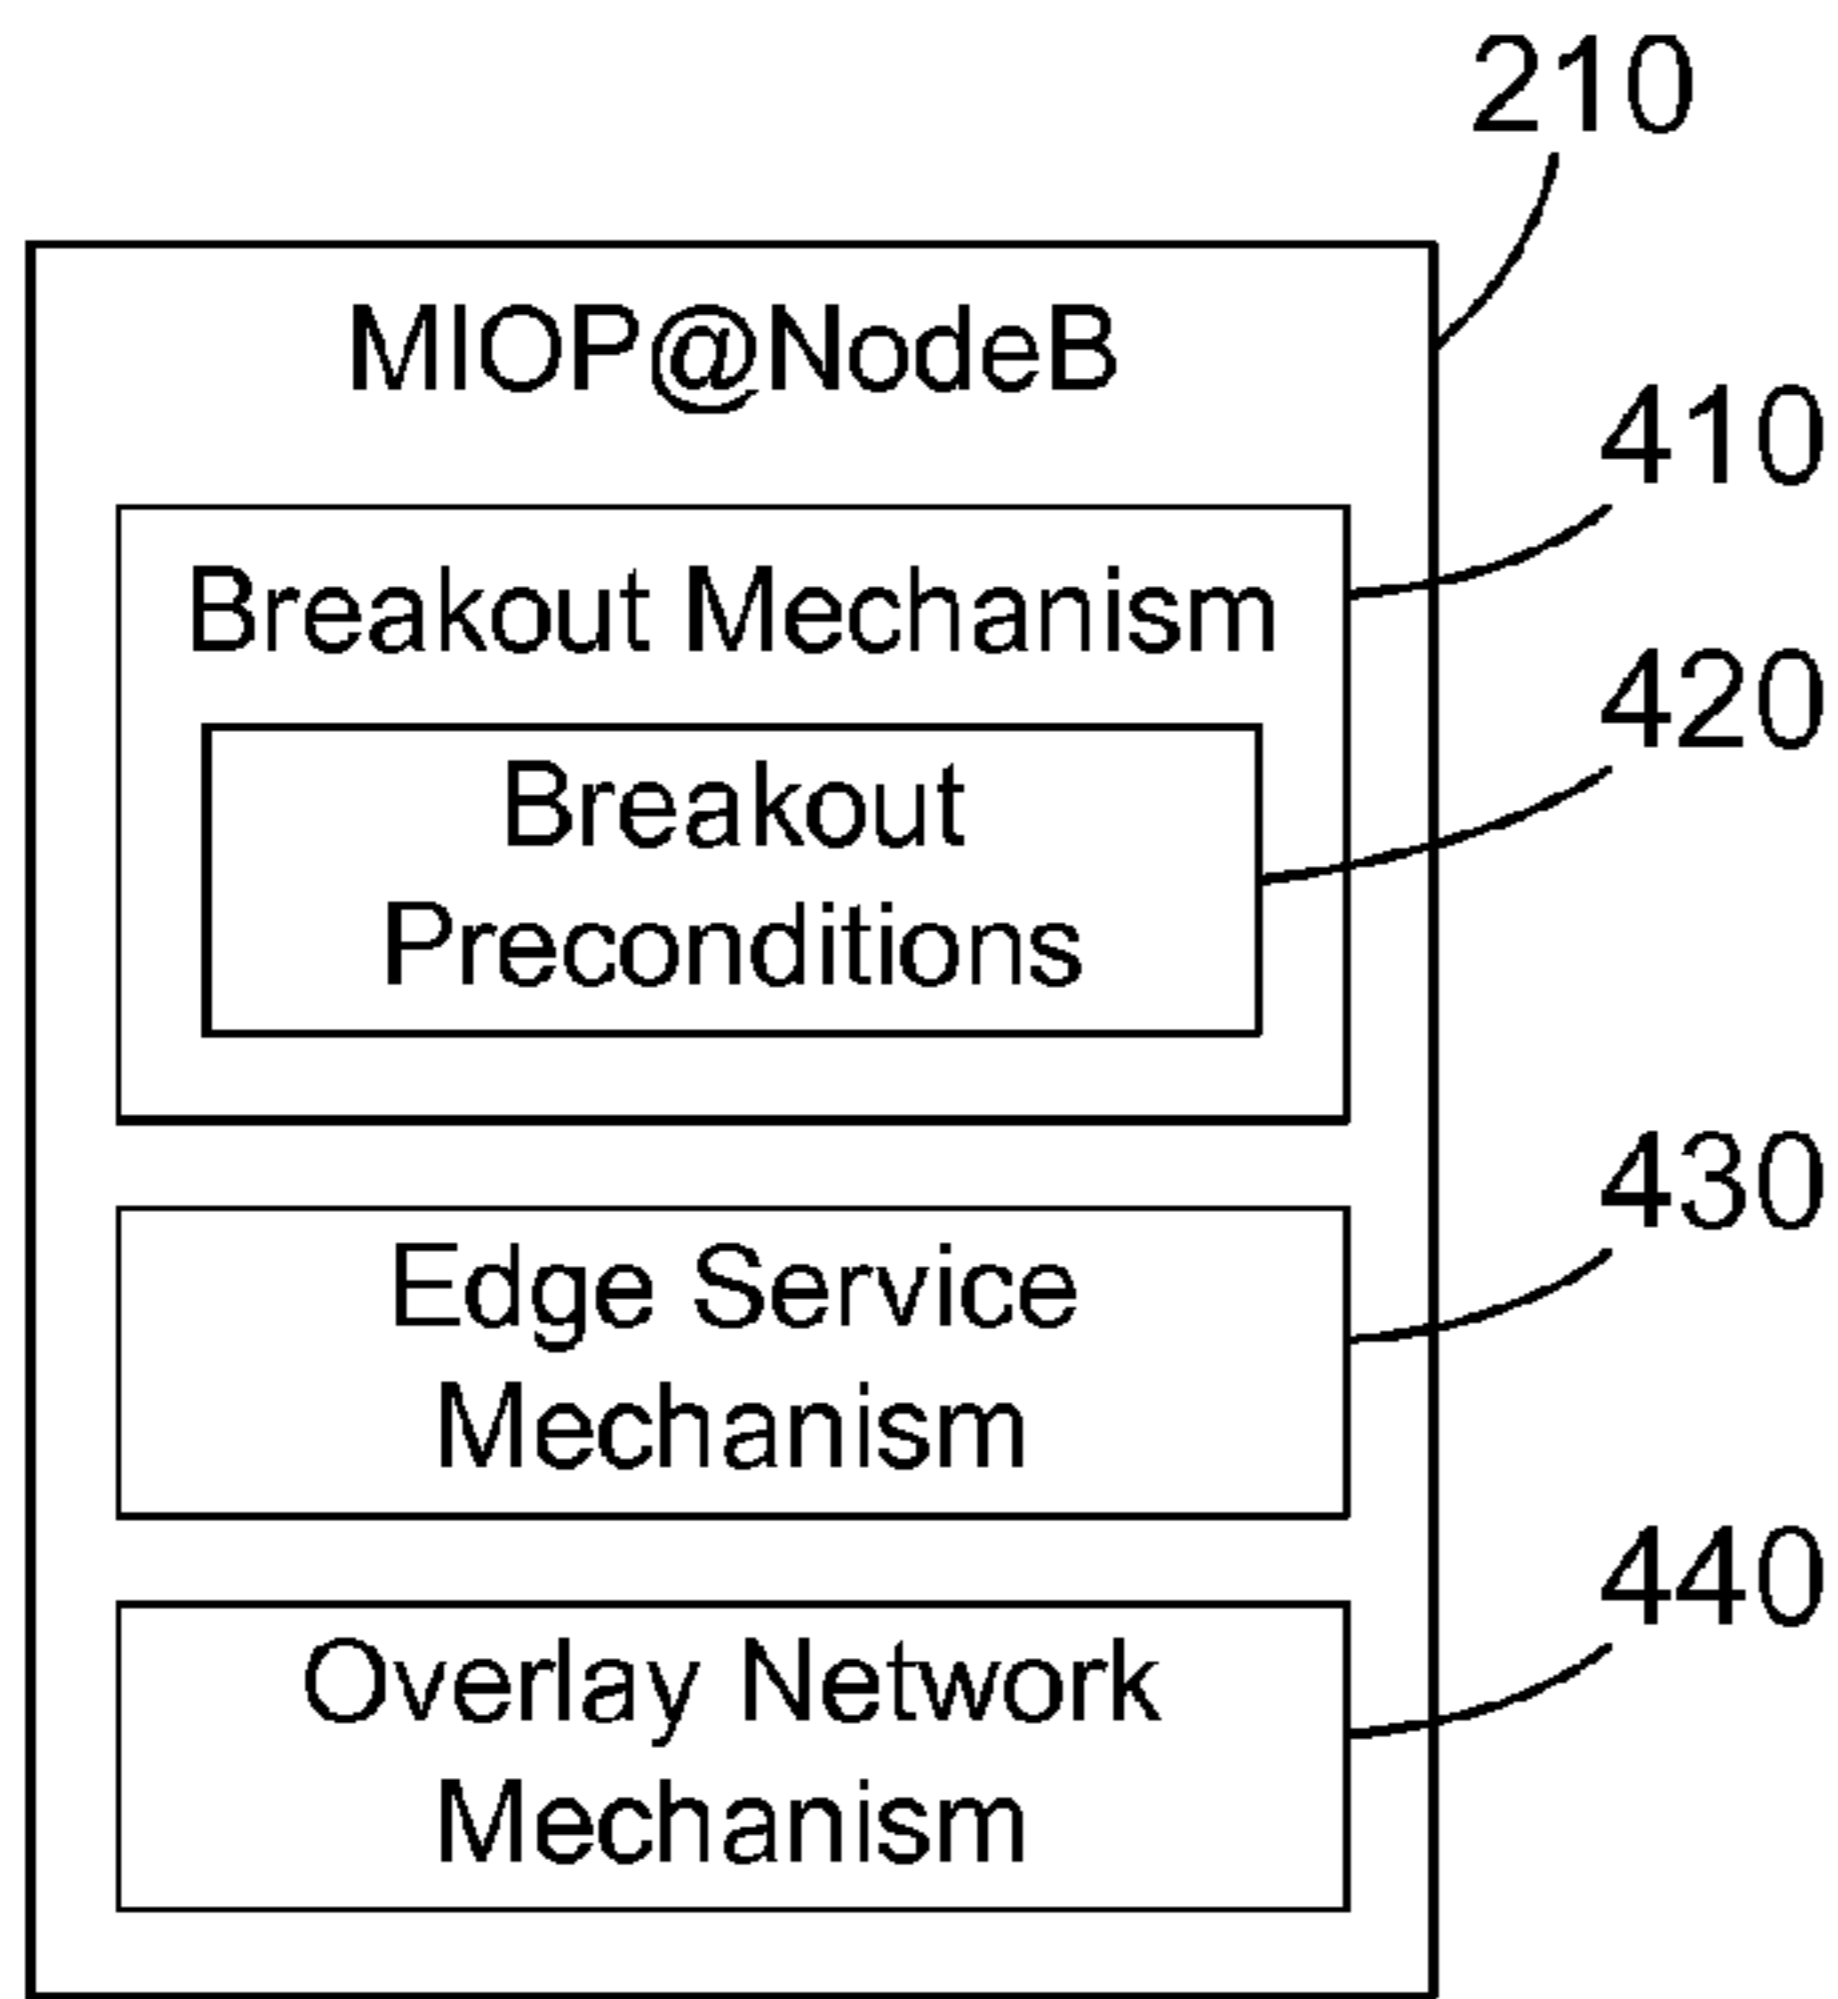 210
MIOP@NodeB
410
Breakout Mechanism
420
Breakout
Preconditions
430
Edge Service
Mechanism
440
Overlay Network
Mechanism